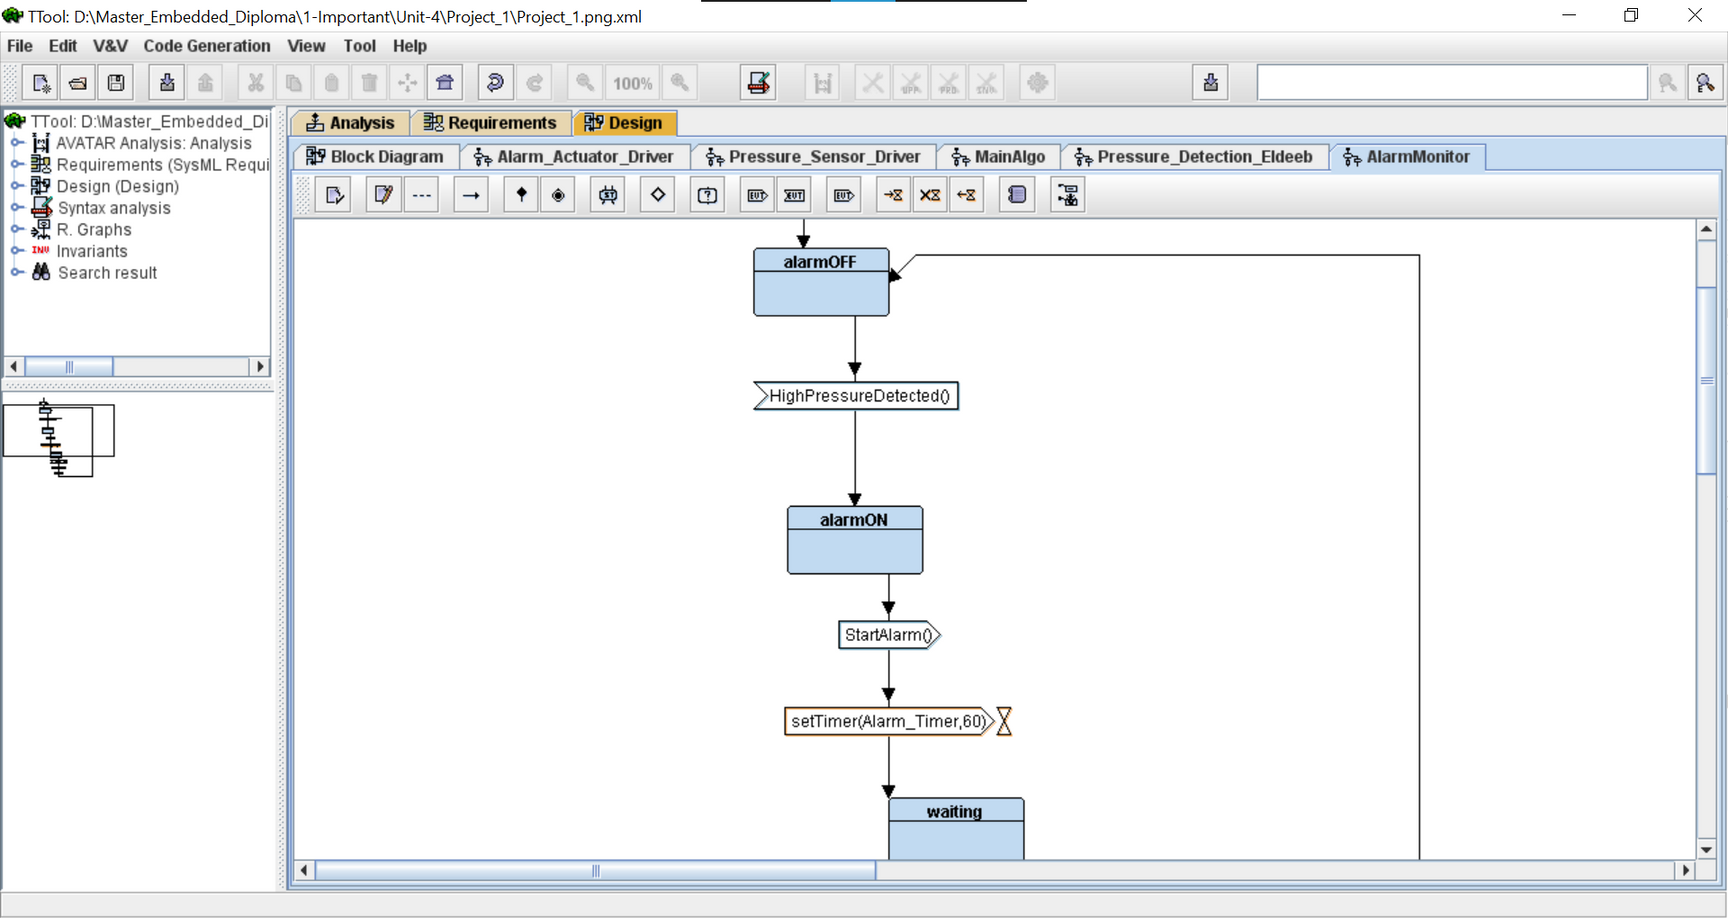 TTool: D:\Master_Embedded_Diploma\1-Important\Unit-4\Project_1\Project_1.png.xml
File Edit V&V Code Generation View Tool Help
100%
TTool: D:\Master_Embedded_Di
AVATAR Analysis: Analysis
Requirements (SysML Requi
Design (Design)
Syntax analysis
R. Graphs
INV Invariants
Search result
Analysis Requirements Design
Block Diagram Alarm_Actuator_Driver Pressure_Sensor_Driver MainAlgo Pressure_Detection_Eldeeb AlarmMonitor
alarmOFF
HighPressureDetected()
alarmON
StartAlarm()
setTimer(Alarm_Timer,60)
waiting